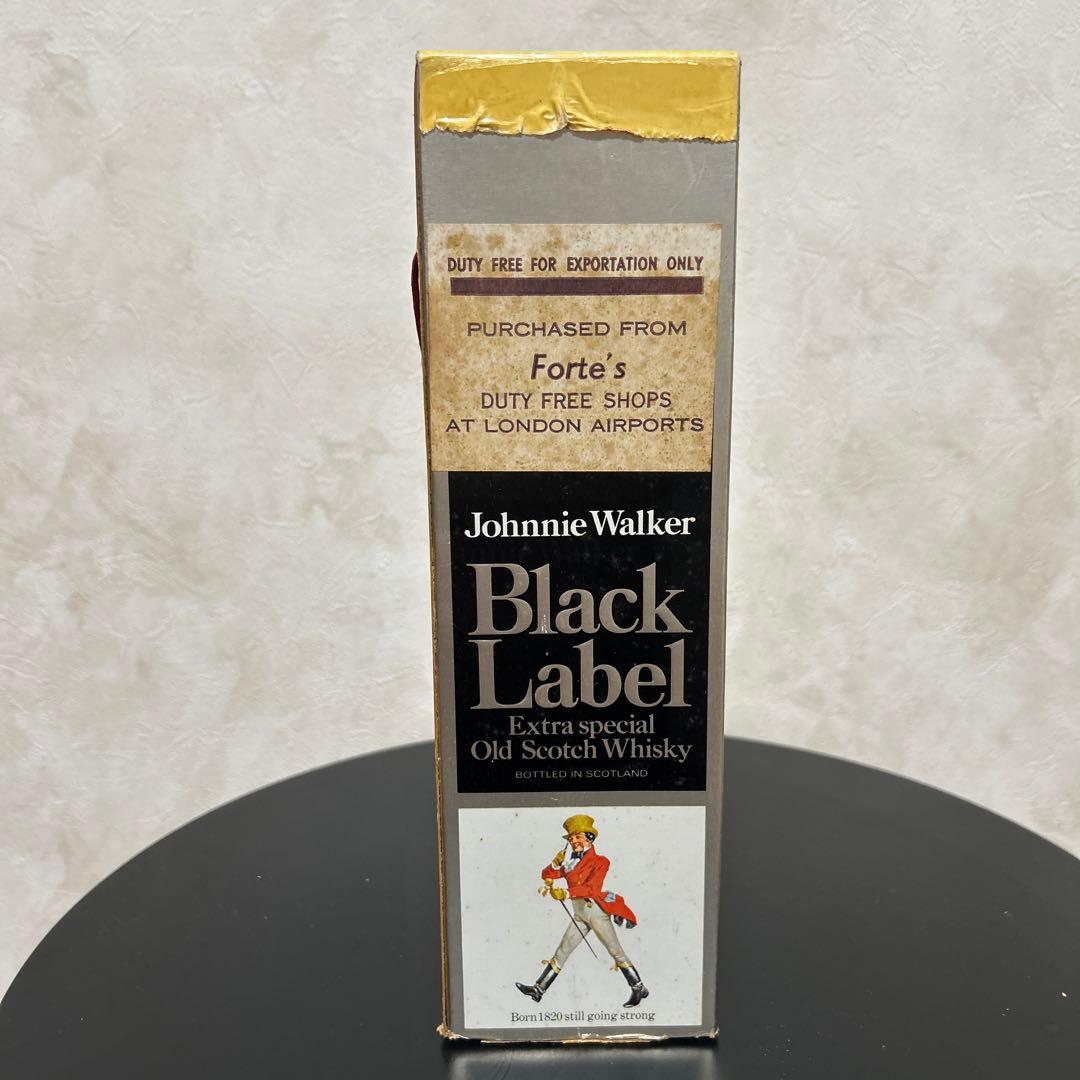 DUTY FREE FOR EXPORTATION ONLY
PURCHASED FROM
Forte's
DUTY FREE SHOPS
AT LONDON AIRPORTS
Johnnie Walker
Black
Label
Extra special
Old Scotch Whisky
BOTTLED IN SCOTLAND
Born 1820 still going strong